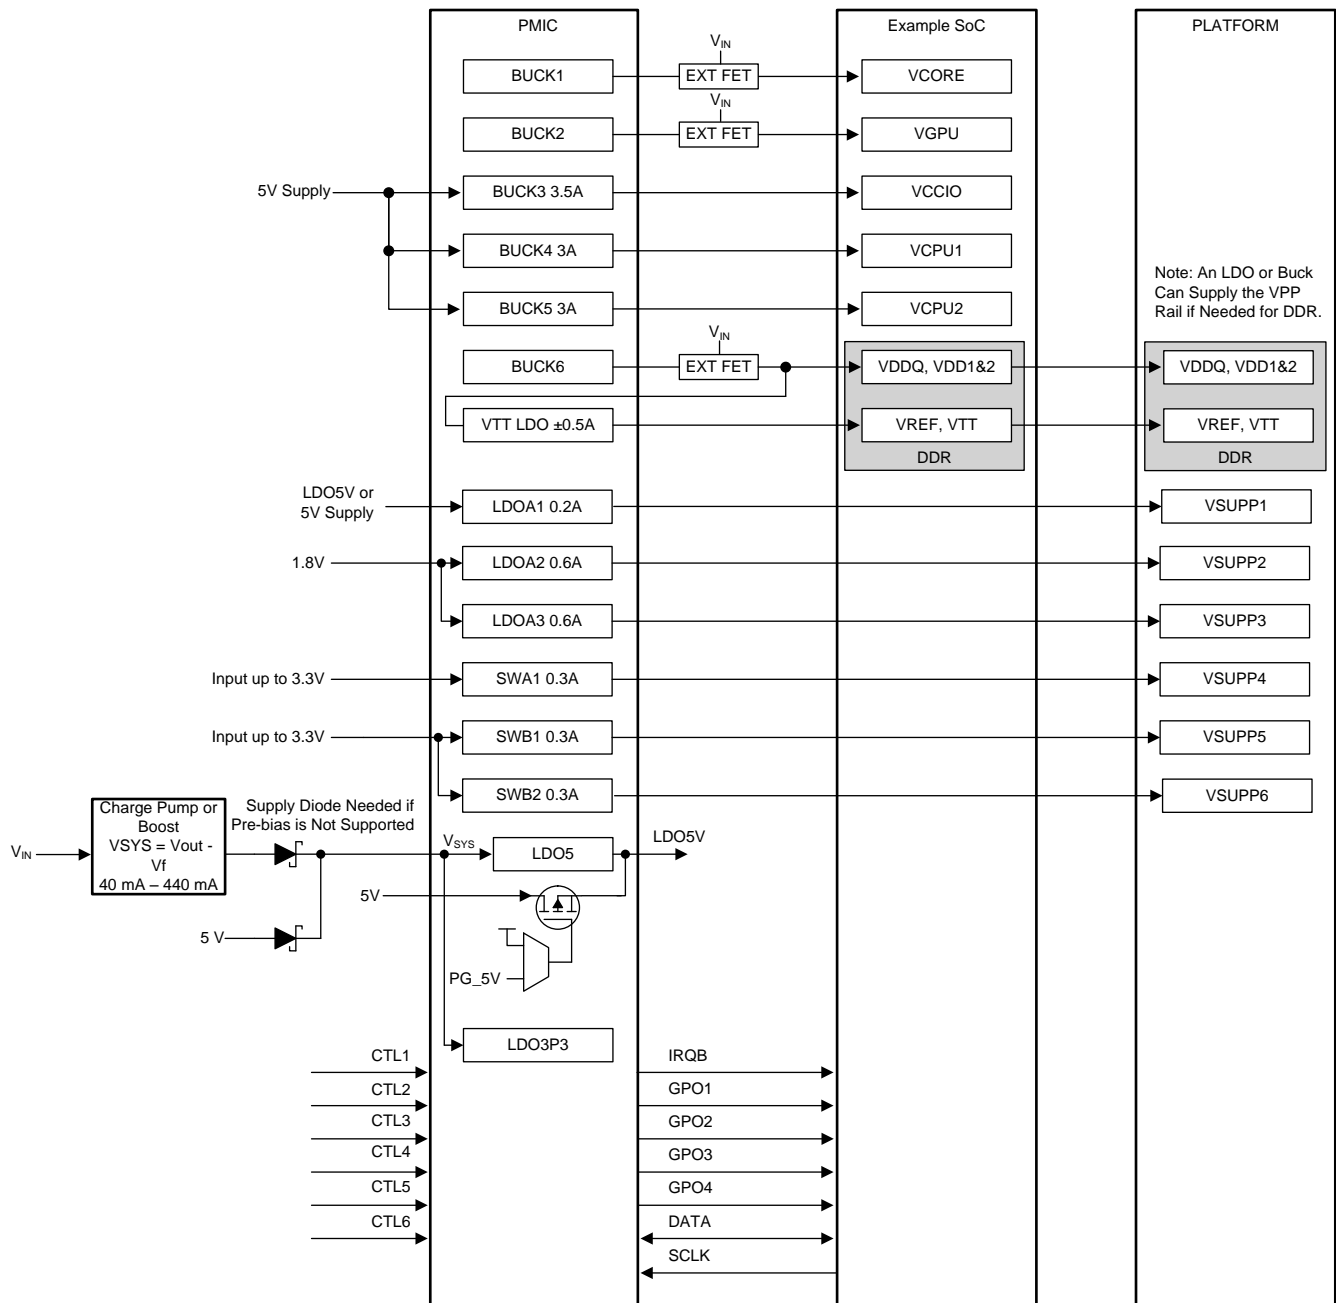 PMIC
Example SoC
PLATFORM
VIN
BUCK1
EXT FET
VCORE
VIN
BUCK2
EXT FET
VGPU
5V Supply
BUCK3 3.5A
VCCIO
BUCK4 3A
VCPU1
Note: An LDO or Buck
Can Supply the VPP
Rail if Needed for DDR.
BUCK5 3A
VCPU2
VIN
BUCK6
EXT FET
VDDQ, VDD1&2
VDDQ, VDD1&2
VTT LDO ±0.5A
VREF, VTT
VREF, VTT
DDR
DDR
LDO5V or
5V Supply
LDOA1 0.2A
VSUPP1
1.8V
LDOA2 0.6A
VSUPP2
LDOA3 0.6A
VSUPP3
Input up to 3.3V
SWA1 0.3A
VSUPP4
Input up to 3.3V
SWB1 0.3A
VSUPP5
SWB2 0.3A
VSUPP6
Charge Pump or
Boost
VSYS = Vout -
Vf
40 mA – 440 mA
Supply Diode Needed if
Pre-bias is Not Supported
VIN
VSYS
LDO5
LDO5V
5V
5 V
PG_5V
LDO3P3
CTL1
IRQB
CTL2
GPO1
CTL3
GPO2
CTL4
GPO3
CTL5
GPO4
CTL6
DATA
SCLK